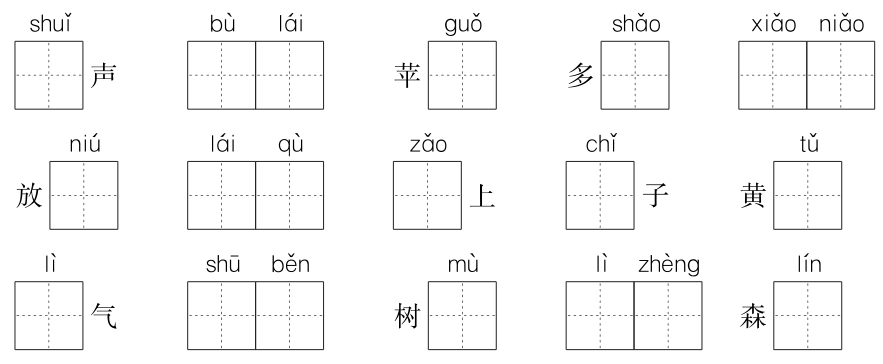 shuǐ bù lái guǒ shǎo xiǎo niǎo
声 苹 多
niú lái qù zǎo chǐ tǔ
放 上 子 黄
lì shū běn mù lì zhèng lín
气 树 森